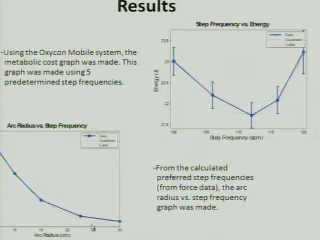 Results
-Using the Oxycon Mobile system, the
metabolic cost graph was made. This
graph was made using 5
predetermined step frequencies.
Step Frequency vs. Energy
Energy (J)
Step Frequency (spm)
Arc Radius vs. Step Frequency
Arc Radius (cm)
-From the calculated
preferred step frequencies
(from force data), the arc
radius vs. step frequency
graph was made.